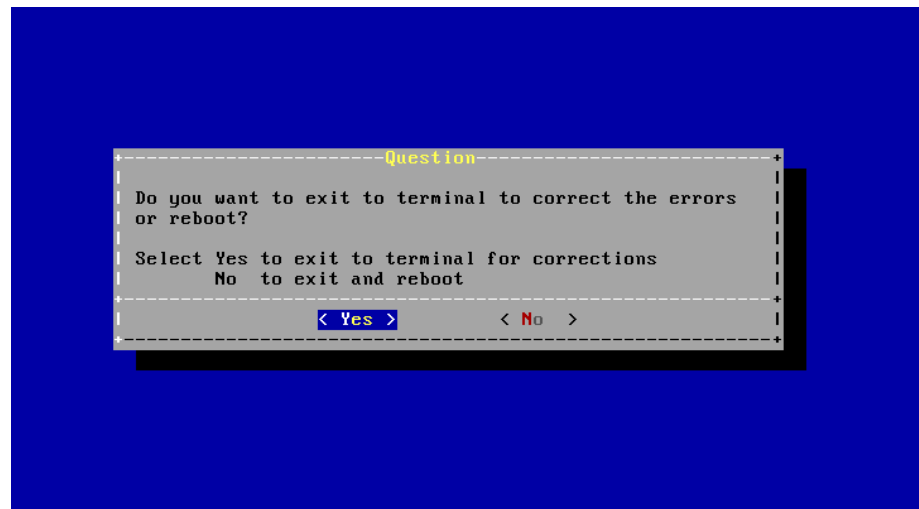 Question
Do you want to exit to terminal to correct the errors
or reboot?
Select Yes to exit to terminal for corrections
No to exit and reboot
< Yes > < No >